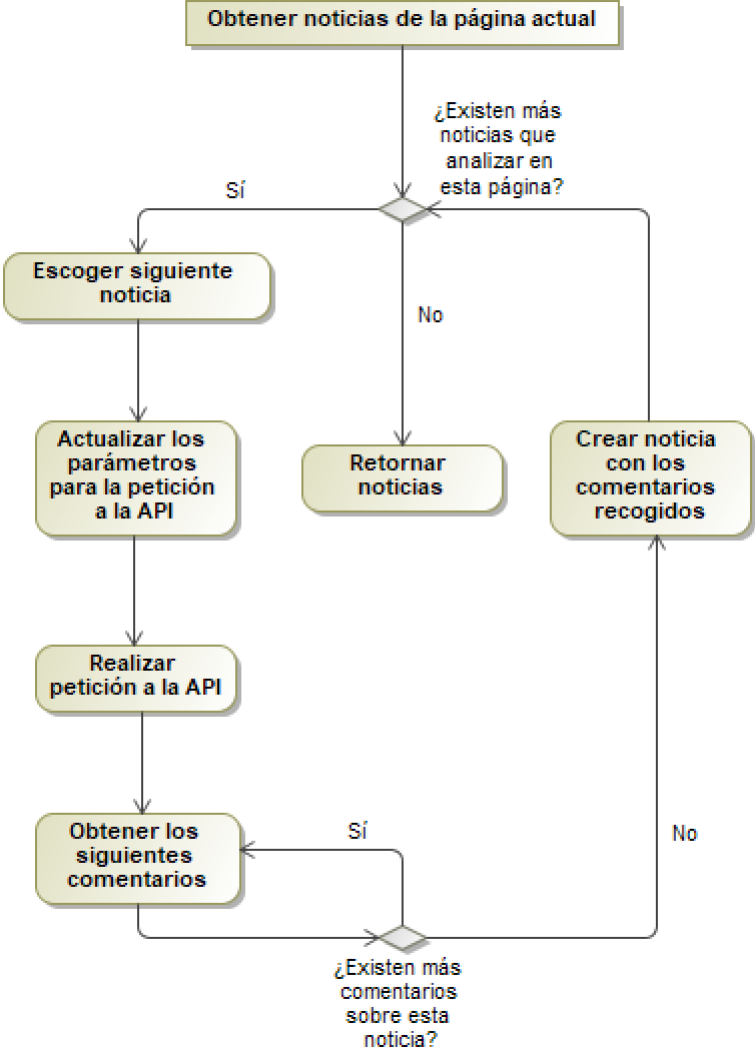 Obtener noticias de la página actual
¿Existen más
noticias que
analizar en
esta página?
Sí
Escoger siguiente
noticia
No
Actualizar los
parámetros
para la petición
a la API
Retornar
noticias
Crear noticia
con los
comentarios
recogidos
Realizar
petición a la API
Obtener los
siguientes
comentarios
Sí
No
¿Existen más
comentarios
sobre esta
noticia?